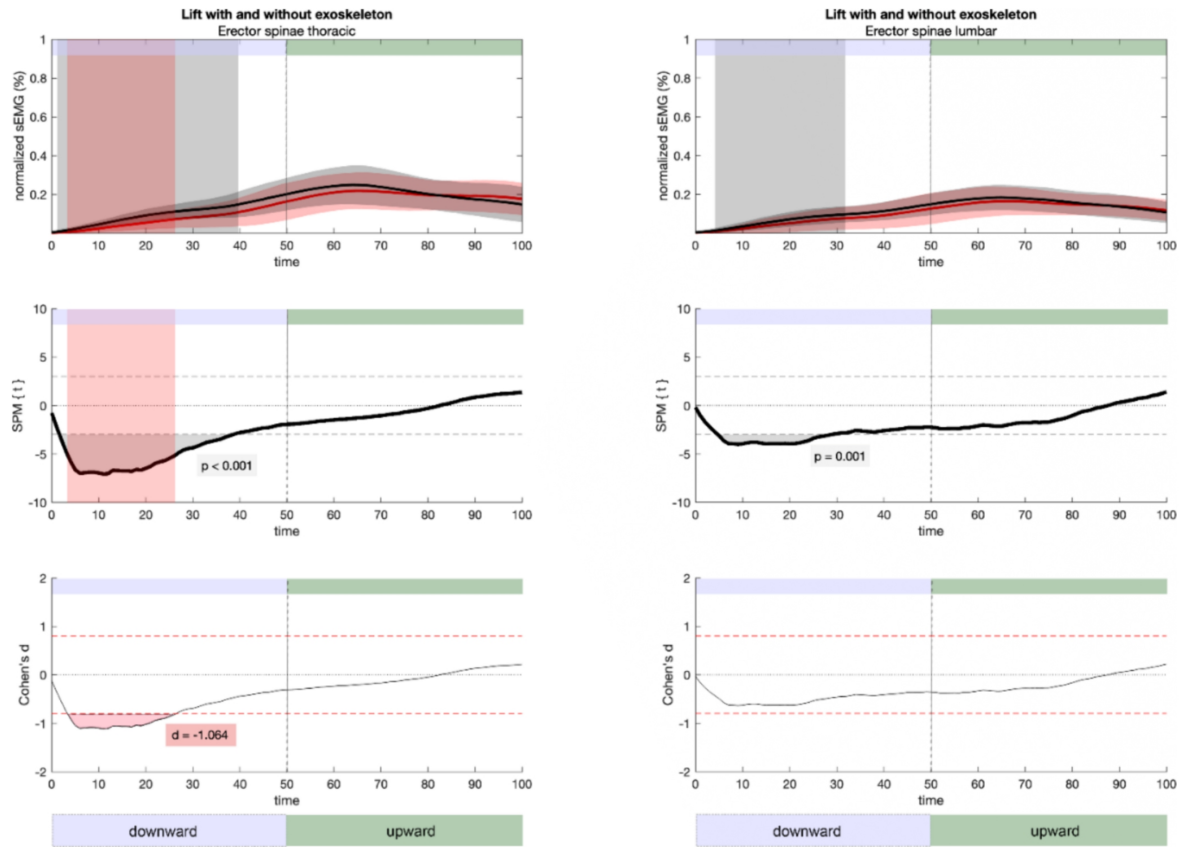 Lift with and without exoskeleton
Erector spinae thoracic
normalized sEMG (%)
1
0.8
0.6
0.4
0.2
0
0 10 20 30 40 50 60 70 80 90 100
time
SPM { t }
10
5
0
-5
-10
p < 0.001
0 10 20 30 40 50 60 70 80 90 100
time
Cohen's d
2
1
0
-1
-2
d = -1.064
0 10 20 30 40 50 60 70 80 90 100
time
downward upward
Lift with and without exoskeleton
Erector spinae lumbar
normalized sEMG (%)
1
0.8
0.6
0.4
0.2
0
0 10 20 30 40 50 60 70 80 90 100
time
SPM { t }
10
5
0
-5
-10
p = 0.001
0 10 20 30 40 50 60 70 80 90 100
time
Cohen's d
2
1
0
-1
-2
0 10 20 30 40 50 60 70 80 90 100
time
downward upward